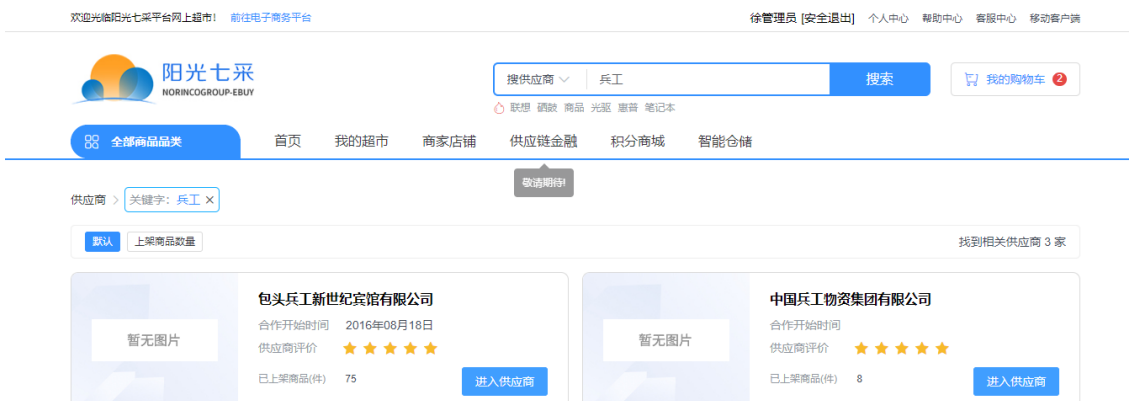 欢迎光临阳光七采平台网上超市! 前往电子商务平台 徐管理员 [安全退出] 个人中心 帮助中心 客服中心 移动客户端
阳光七采
NORINCOGROUP-EBUY
搜供应商 兵工 搜索 我的购物车 2
联想 硒鼓 商品 光驱 惠普 笔记本
全部商品品类 首页 我的超市 商家店铺 供应链金融 积分商城 智能仓储
敬请期待!
供应商 > 关键字: 兵工 ×
默认 上架商品数量 找到相关供应商 3 家
暂无图片
包头兵工新世纪宾馆有限公司
合作开始时间 2016年08月18日
供应商评价
已上架商品(件) 75
进入供应商
暂无图片
中国兵工物资集团有限公司
合作开始时间
供应商评价
已上架商品(件) 8
进入供应商